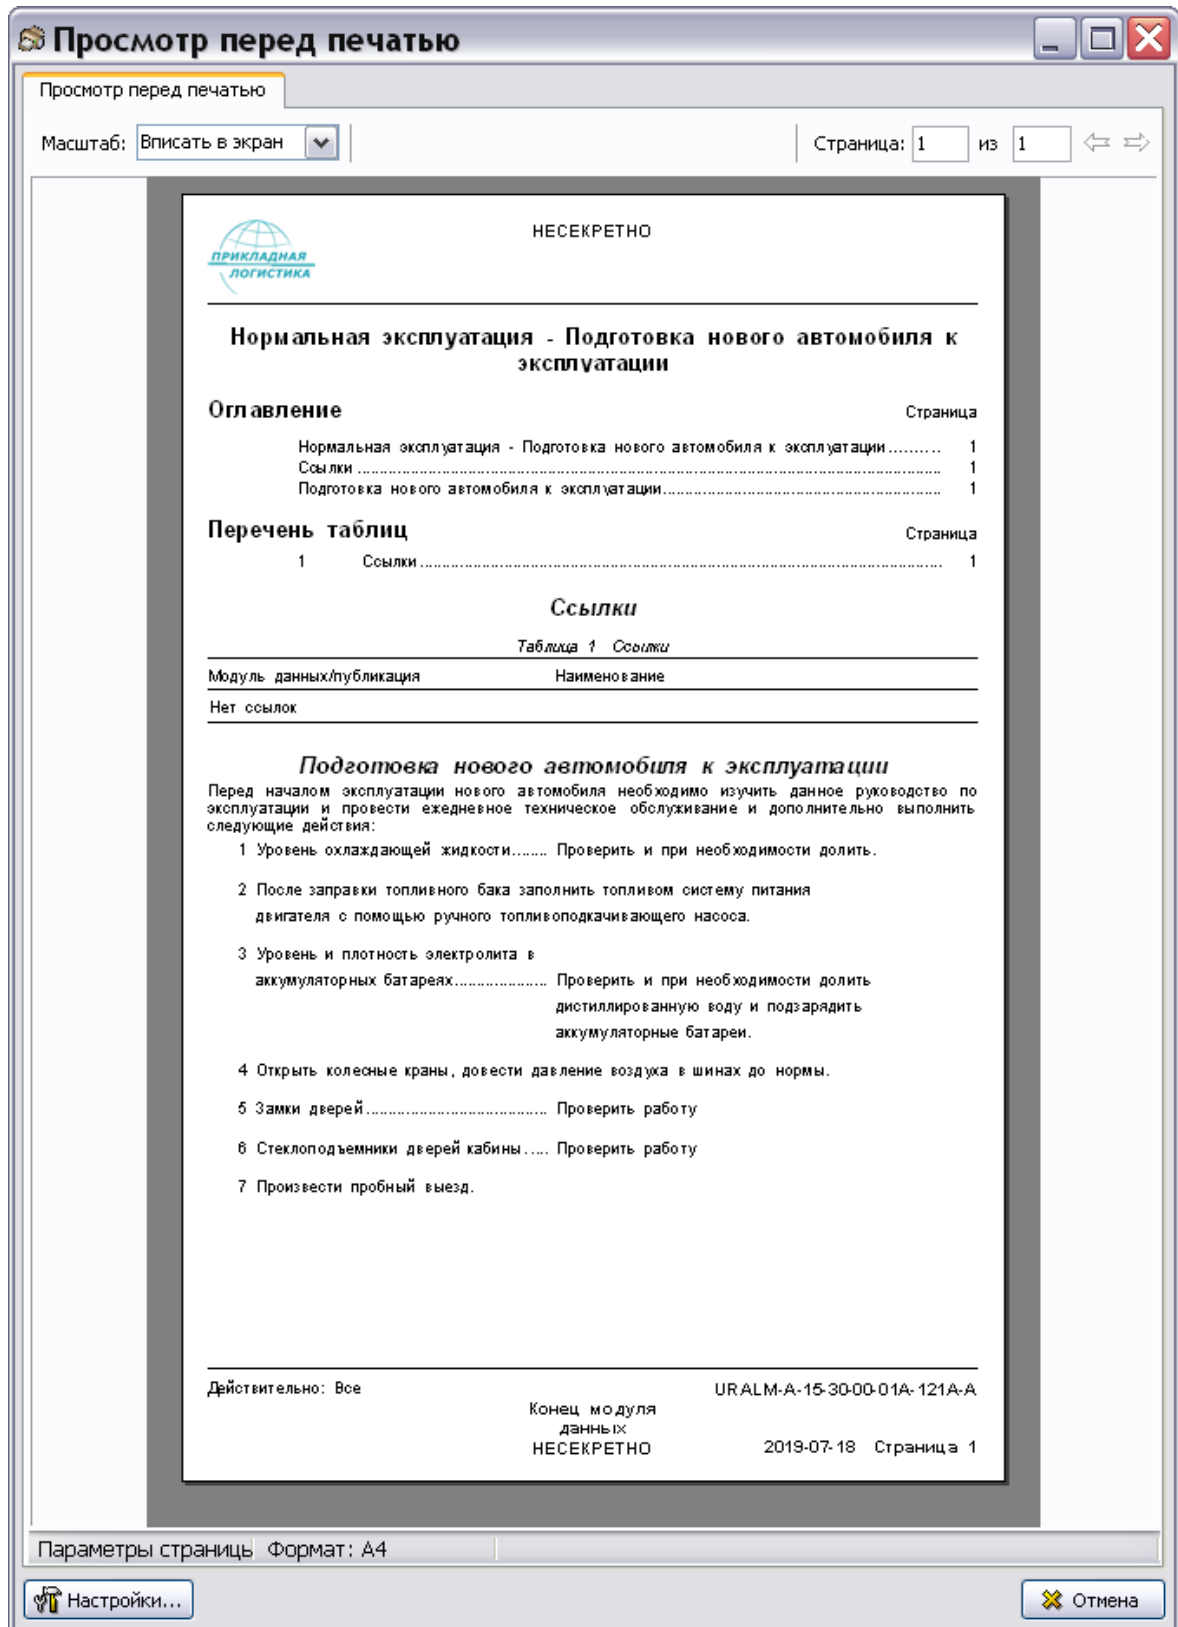 Просмотр перед печатью
Просмотр перед печатью
Масштаб: Вписать в экран Страница: 1 из 1
НЕСЕКРЕТНО
ПРИКЛАДНАЯ
ЛОГИСТИКА
Нормальная эксплуатация - Подготовка нового автомобиля к
эксплуатации
Оглавление Страница
Нормальная эксплуатация - Подготовка нового автомобиля к эксплуатации.......... 1
Ссылки.......... 1
Подготовка нового автомобиля к эксплуатации.......... 1
Перечень таблиц Страница
1 Ссылки.......... 1
Ссылки
Таблица 1 Ссылки
Модуль данных/публикация Наименование
Нет ссылок
Подготовка нового автомобиля к эксплуатации
Перед началом эксплуатации нового автомобиля необходимо изучить данное руководство по
эксплуатации и провести ежедневное техническое обслуживание и дополнительно выполнить
следующие действия:
1 Уровень охлаждающей жидкости....... Проверить и при необходимости долить.
2 После заправки топливного бака заполнить топливом систему питания
двигателя с помощью ручного топливоподкачивающего насоса.
3 Уровень и плотность электролита в
аккумуляторных батареях.......... Проверить и при необходимости долить
дистиллированную воду и подзарядить
аккумуляторные батареи.
4 Открыть колесные краны, довести давление воздуха в шинах до нормы.
5 Замки дверей.......... Проверить работу
6 Стеклоподъемники дверей кабины..... Проверить работу
7 Произвести пробный выезд.
Действительно: Все URALM-A-15-30-00-01A-121A-A
Конец модуля
данных
НЕСЕКРЕТНО 2019-07-18 Страница 1
Параметры страниць Формат: A4
Настройки... Отмена